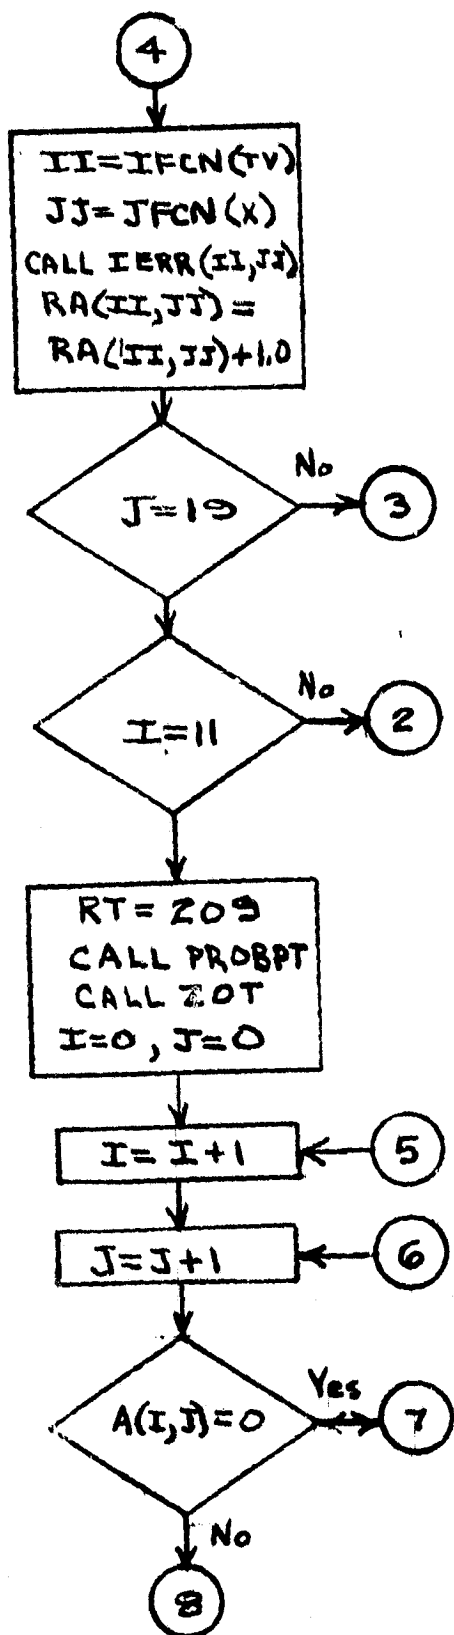 4
II=IFCN(TV)
JJ=JFCN(X)
CALL IERR(II,JJ)
RA(II,JJ)=
RA(II,JJ)+1.0
J=19
No
3
I=11
No
2
RT=209
CALL PROBPT
CALL ZOT
I=0, J=0
I=I+1
5
J=J+1
6
A(I,J)=0
Yes
7
No
8